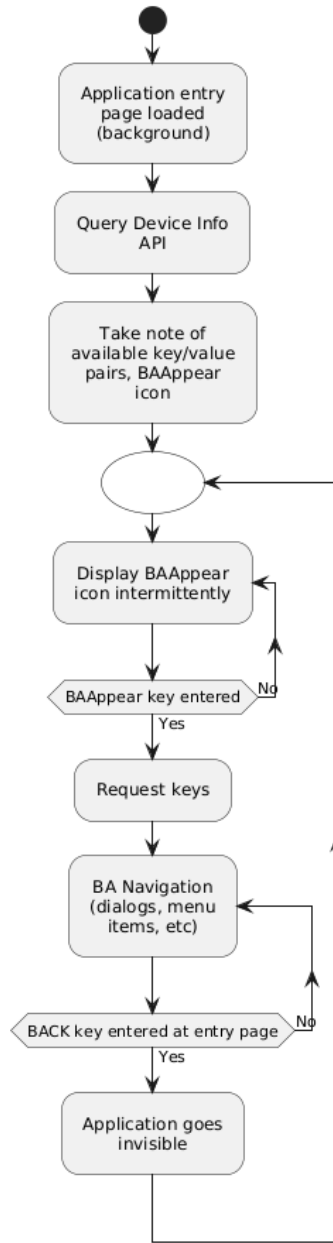 Application entry
page loaded
(background)
Query Device Info
API
Take note of
available key/value
pairs, BAAppear
icon
Display BAAppear
icon intermittently
BAAppear key entered
No
Yes
Request keys
BA Navigation
(dialogs, menu
items, etc)
BACK key entered at entry page
No
Yes
Application goes
invisible